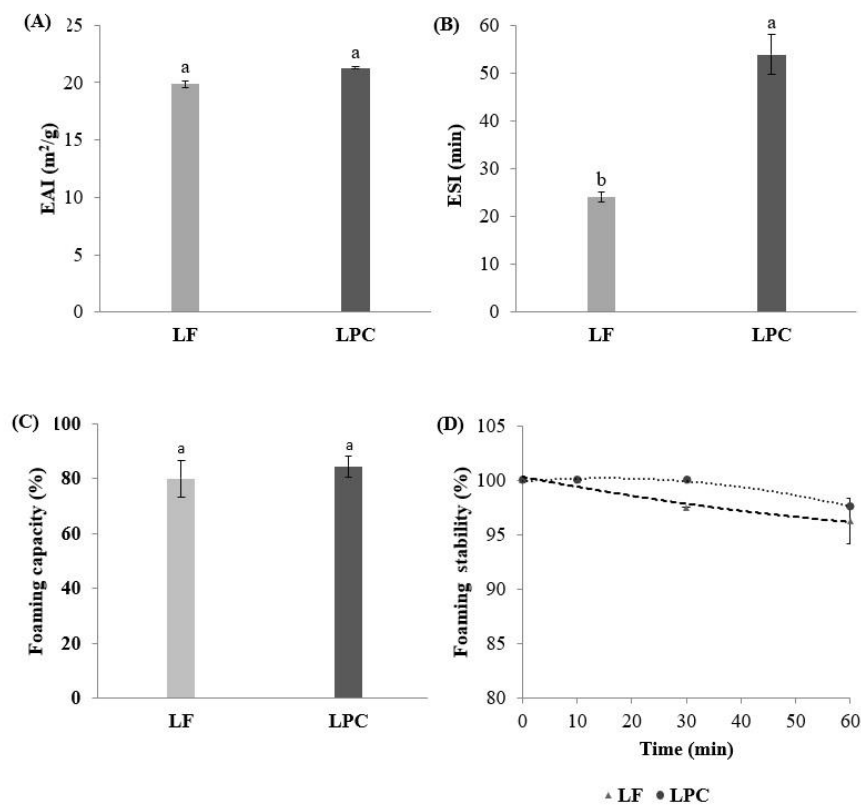 (A)
EAI (m²/g)
25
20
15
10
5
0
a
a
LF
LPC
(B)
ESI (min)
60
50
40
30
20
10
0
b
a
LF
LPC
(C)
Foaming capacity (%)
100
80
60
40
20
0
a
a
LF
LPC
(D)
Foaming stability (%)
105
100
95
90
85
80
0 10 20 30 40 50 60
Time (min)
LF LPC